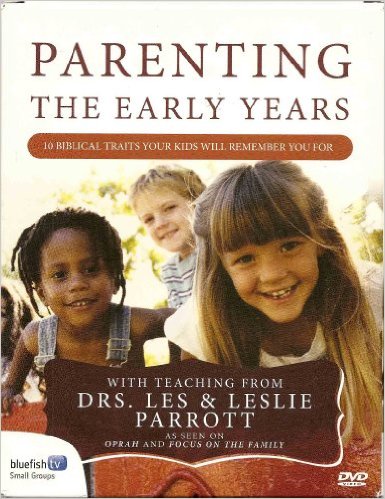 PARENTING
THE EARLY YEARS
10 BIBLICAL TRAITS YOUR KIDS WILL REMEMBER YOU FOR
WITH TEACHING FROM
DRS. LES & LESLIE
PARROTT
AS SEEN ON
OPRAH AND FOCUS ON THE FAMILY
bluefish tv
Small Groups
DVD
VIDEO